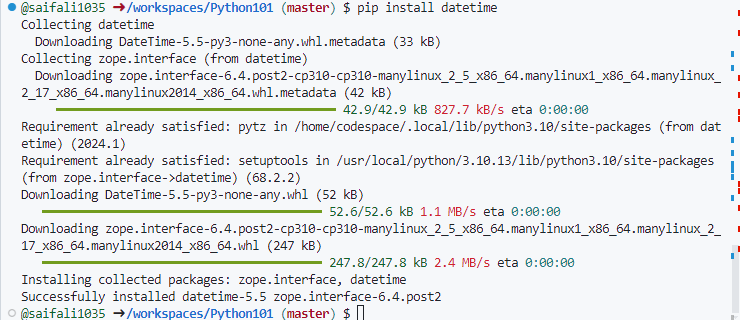 @saifali1035 ➜/workspaces/Python101 (master) $ pip install datetime
Collecting datetime
  Downloading DateTime-5.5-py3-none-any.whl.metadata (33 kB)
Collecting zope.interface (from datetime)
  Downloading zope.interface-6.4.post2-cp310-cp310-manylinux_2_5_x86_64.manylinux1_x86_64.manylinux_
2_17_x86_64.manylinux2014_x86_64.whl.metadata (42 kB)
42.9/42.9 kB 827.7 kB/s eta 0:00:00
Requirement already satisfied: pytz in /home/codespace/.local/lib/python3.10/site-packages (from dat
etime) (2024.1)
Requirement already satisfied: setuptools in /usr/local/python/3.10.13/lib/python3.10/site-packages
(from zope.interface->datetime) (68.2.2)
Downloading DateTime-5.5-py3-none-any.whl (52 kB)
52.6/52.6 kB 1.1 MB/s eta 0:00:00
Downloading zope.interface-6.4.post2-cp310-cp310-manylinux_2_5_x86_64.manylinux1_x86_64.manylinux_2_
17_x86_64.manylinux2014_x86_64.whl (247 kB)
247.8/247.8 kB 2.4 MB/s eta 0:00:00
Installing collected packages: zope.interface, datetime
Successfully installed datetime-5.5 zope.interface-6.4.post2
@saifali1035 ➜/workspaces/Python101 (master) $